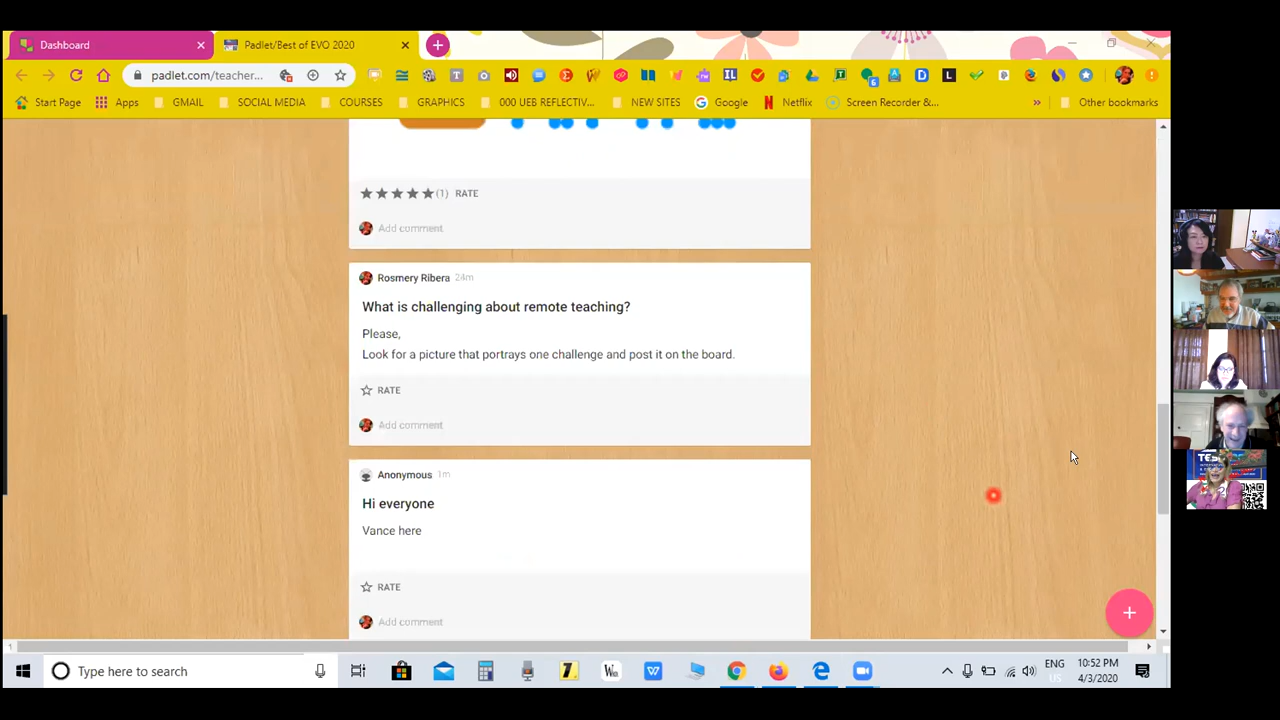 Dashboard
Padlet/Best of EVO 2020
padlet.com/teacher...
Start Page
Apps
GMAIL
SOCIAL MEDIA
COURSES
GRAPHICS
000 UEB REFLECTIV...
NEW SITES
Google
Netflix
Screen Recorder &...
Other bookmarks
(1) RATE
Add comment
Rosmery Ribera 24m
What is challenging about remote teaching?
Please,
Look for a picture that portrays one challenge and post it on the board.
RATE
Add comment
Anonymous 1m
Hi everyone
Vance here
RATE
Add comment
Type here to search
ENG
US
10:52 PM
4/3/2020